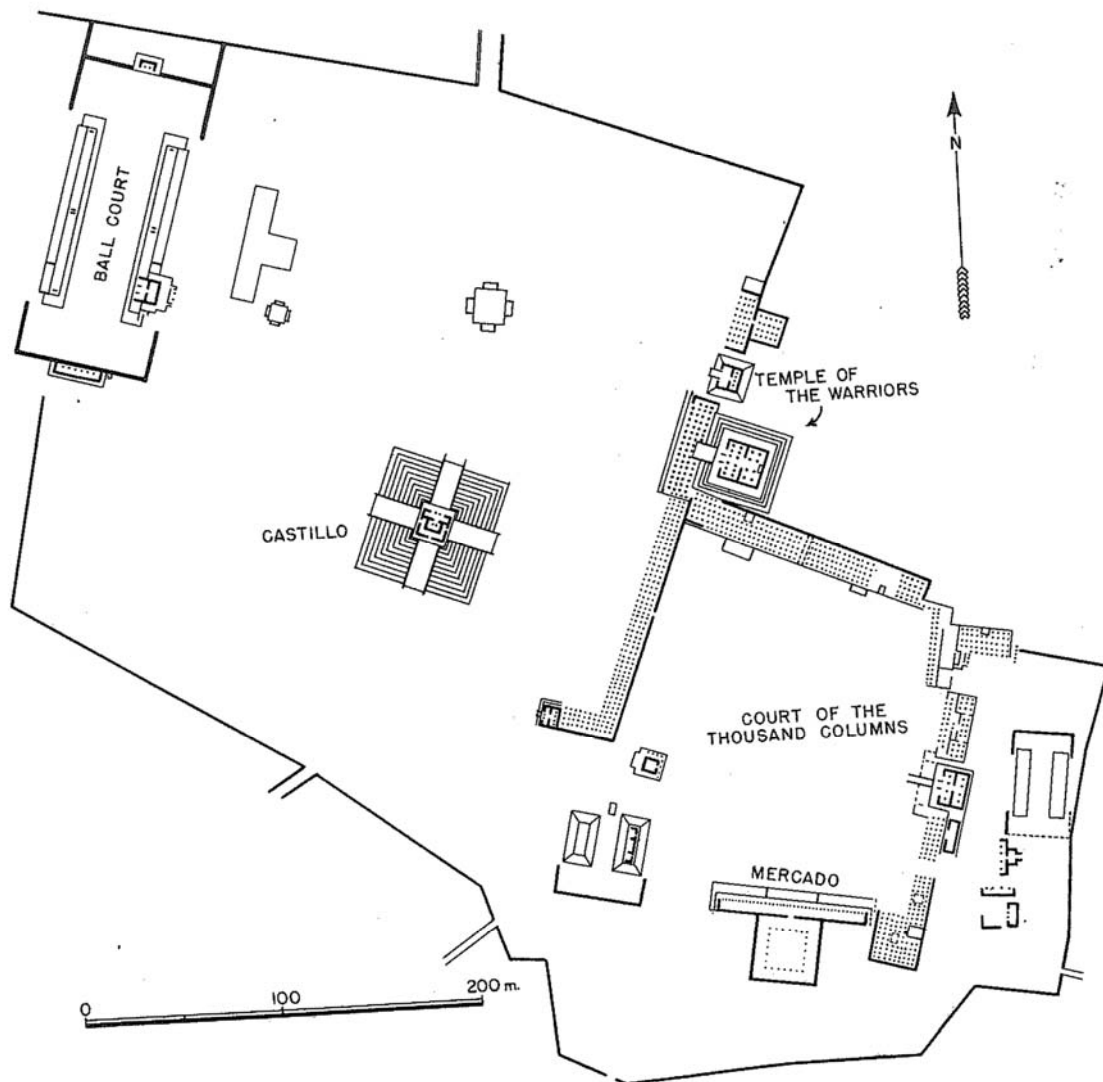 N
BALL COURT
TEMPLE OF
THE WARRIORS
CASTILLO
COURT OF THE
THOUSAND COLUMNS
MERCADO
0 100 200 m.